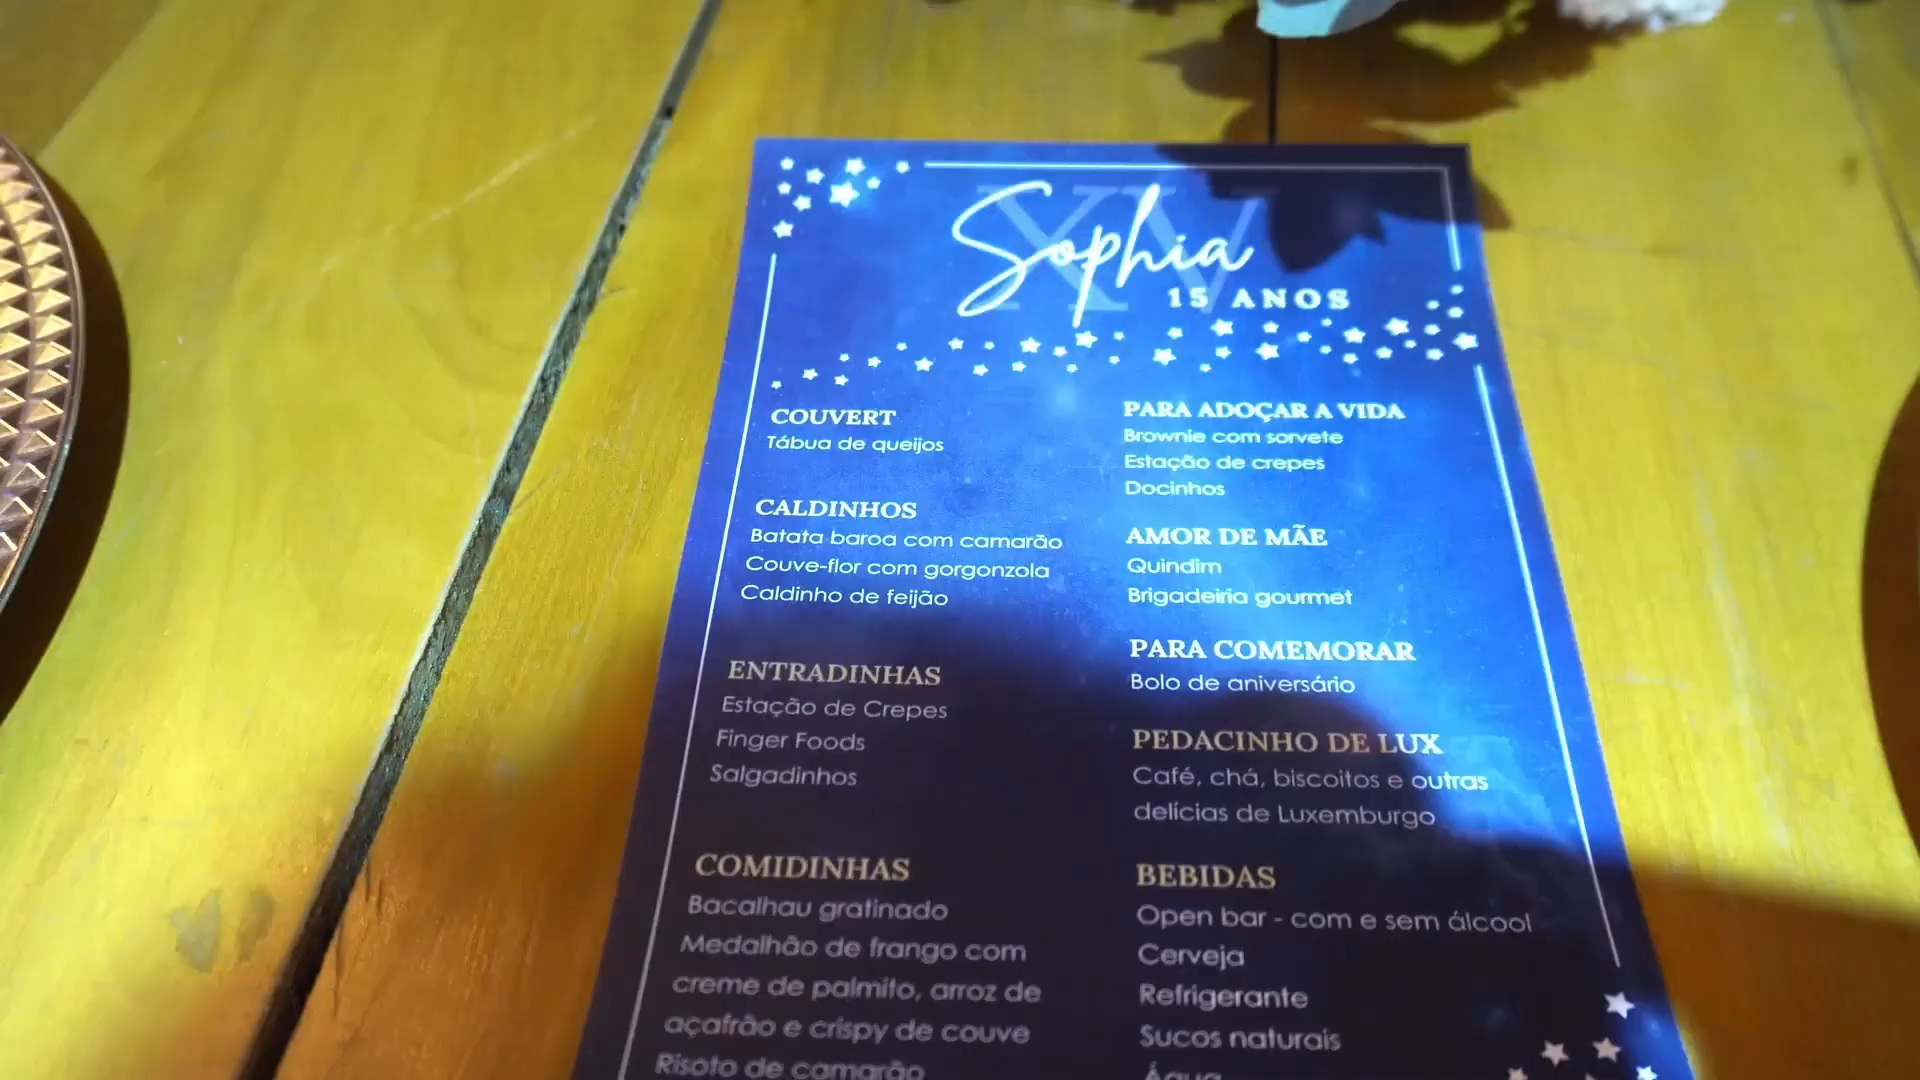 XV
Sophia
15 ANOS
COUVERT
Tábua de queijos
CALDINHOS
Batata baroa com camarão
Couve-flor com gorgonzola
Caldinho de feijão
ENTRADINHAS
Estação de Crepes
Finger Foods
Salgadinhos
COMIDINHAS
Bacalhau gratinado
Medalhão de frango com
creme de palmito, arroz de
açafrão e crispy de couve
Risoto de camarão
PARA ADOÇAR A VIDA
Brownie com sorvete
Estação de crepes
Docinhos
AMOR DE MÃE
Quindim
Brigadeiria gourmet
PARA COMEMORAR
Bolo de aniversário
PEDACINHO DE LUX
Café, chá, biscoitos e outras
delícias de Luxemburgo
BEBIDAS
Open bar - com e sem álcool
Cerveja
Refrigerante
Sucos naturais
Água